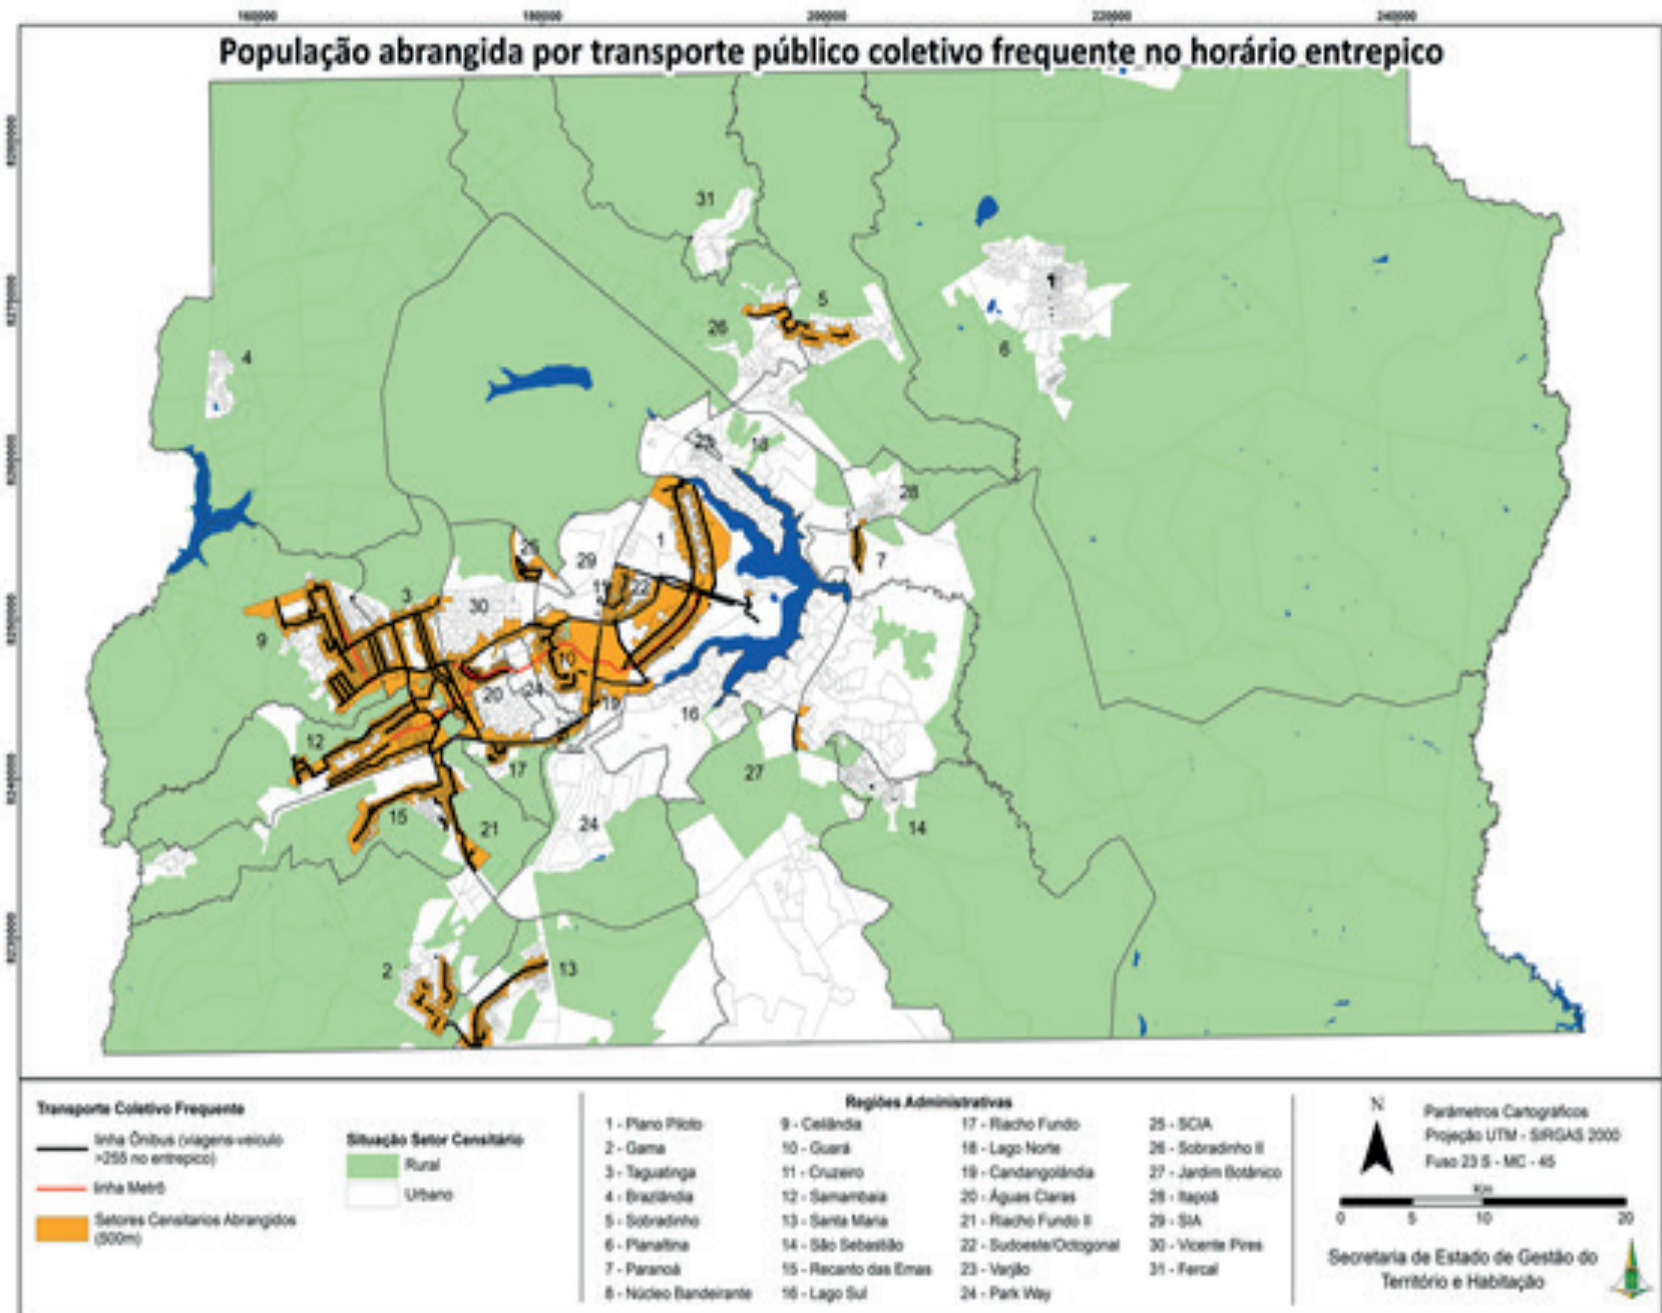 160000 180000 200000 220000 240000
População abrangida por transporte público coletivo frequente no horário entrepico
31
5
26
4
6
1
23
18
28
25
29
1
7
11
22
3
30
9
10
20
24
19
16
12
17
27
15
21
24
14
2
13
Transporte Coletivo Frequente
linha Ônibus (viagens-veículo
>255 no entrepico)
linha Metrô
Setores Censitarios Abrangidos
(500m)
Situação Setor Censitário
Rural
Urbano
Regiões Administrativas
1 - Plano Piloto
2 - Gama
3 - Taguatinga
4 - Brazlândia
5 - Sobradinho
6 - Planaltina
7 - Paranoá
8 - Núcleo Bandeirante
9 - Ceilândia
10 - Guará
11 - Cruzeiro
12 - Samambaia
13 - Santa Maria
14 - São Sebastião
15 - Recanto das Emas
16 - Lago Sul
17 - Riacho Fundo
18 - Lago Norte
19 - Candangolândia
20 - Águas Claras
21 - Riacho Fundo II
22 - Sudoeste/Octogonal
23 - Varjão
24 - Park Way
25 - SCIA
26 - Sobradinho II
27 - Jardim Botânico
28 - Itapoã
29 - SIA
30 - Vicente Pires
31 - Fercal
N
Parâmetros Cartográficos
Projeção UTM - SIRGAS 2000
Fuso 23 S - MC - 45
Km
0 5 10 20
Secretaria de Estado de Gestão do
Território e Habitação